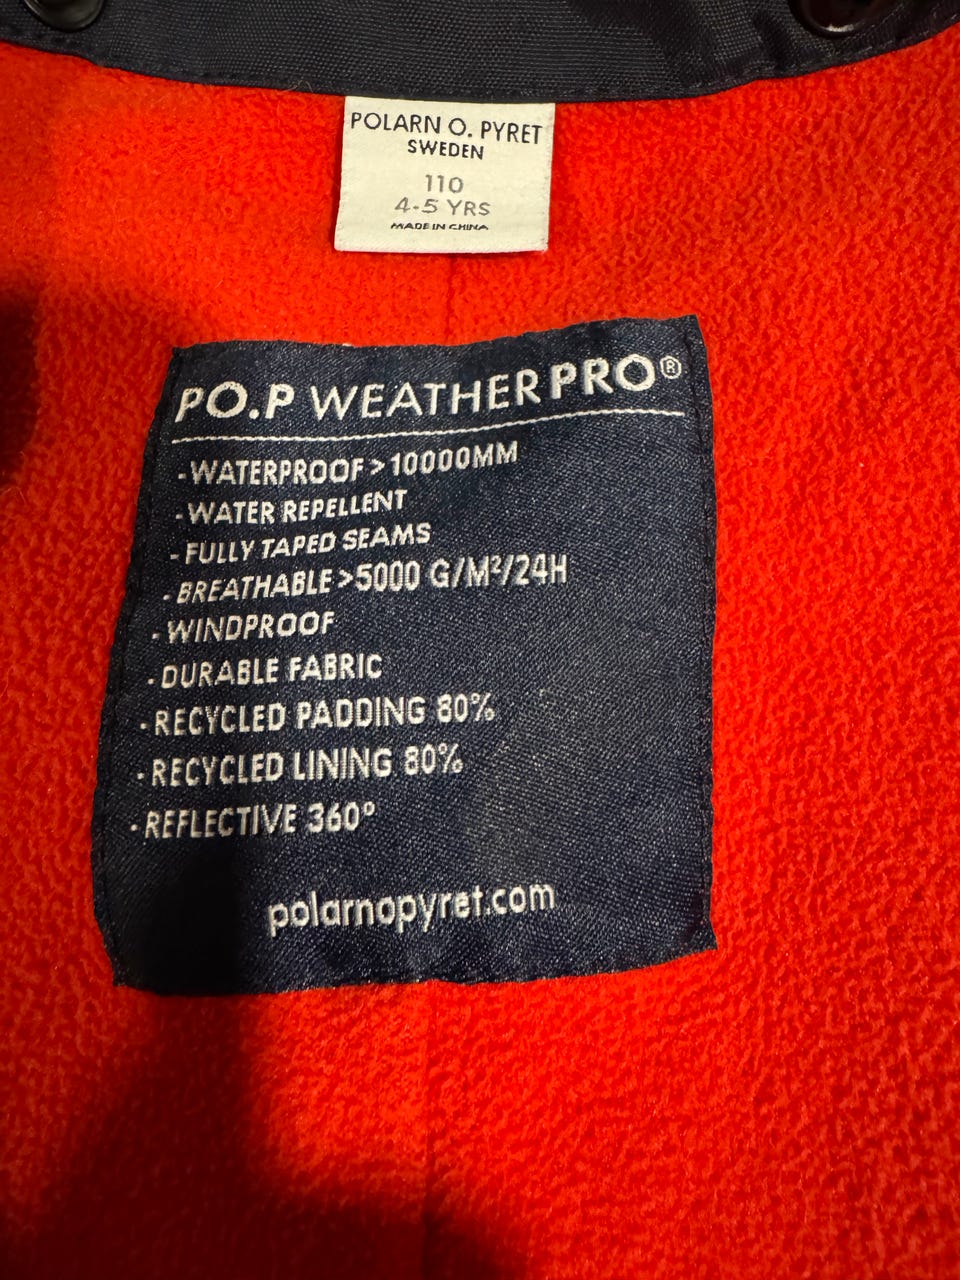 POLARN O. PYRET
SWEDEN
110
4-5 YRS
MADE IN CHINA
PO.P WEATHERPRO®
-WATERPROOF>10000MM
-WATER REPELLENT
-FULLY TAPED SEAMS
-BREATHABLE>5000 G/M²/24H
-WINDPROOF
-DURABLE FABRIC
-RECYCLED PADDING 80%
-RECYCLED LINING 80%
-REFLECTIVE 360°
polarnopyret.com